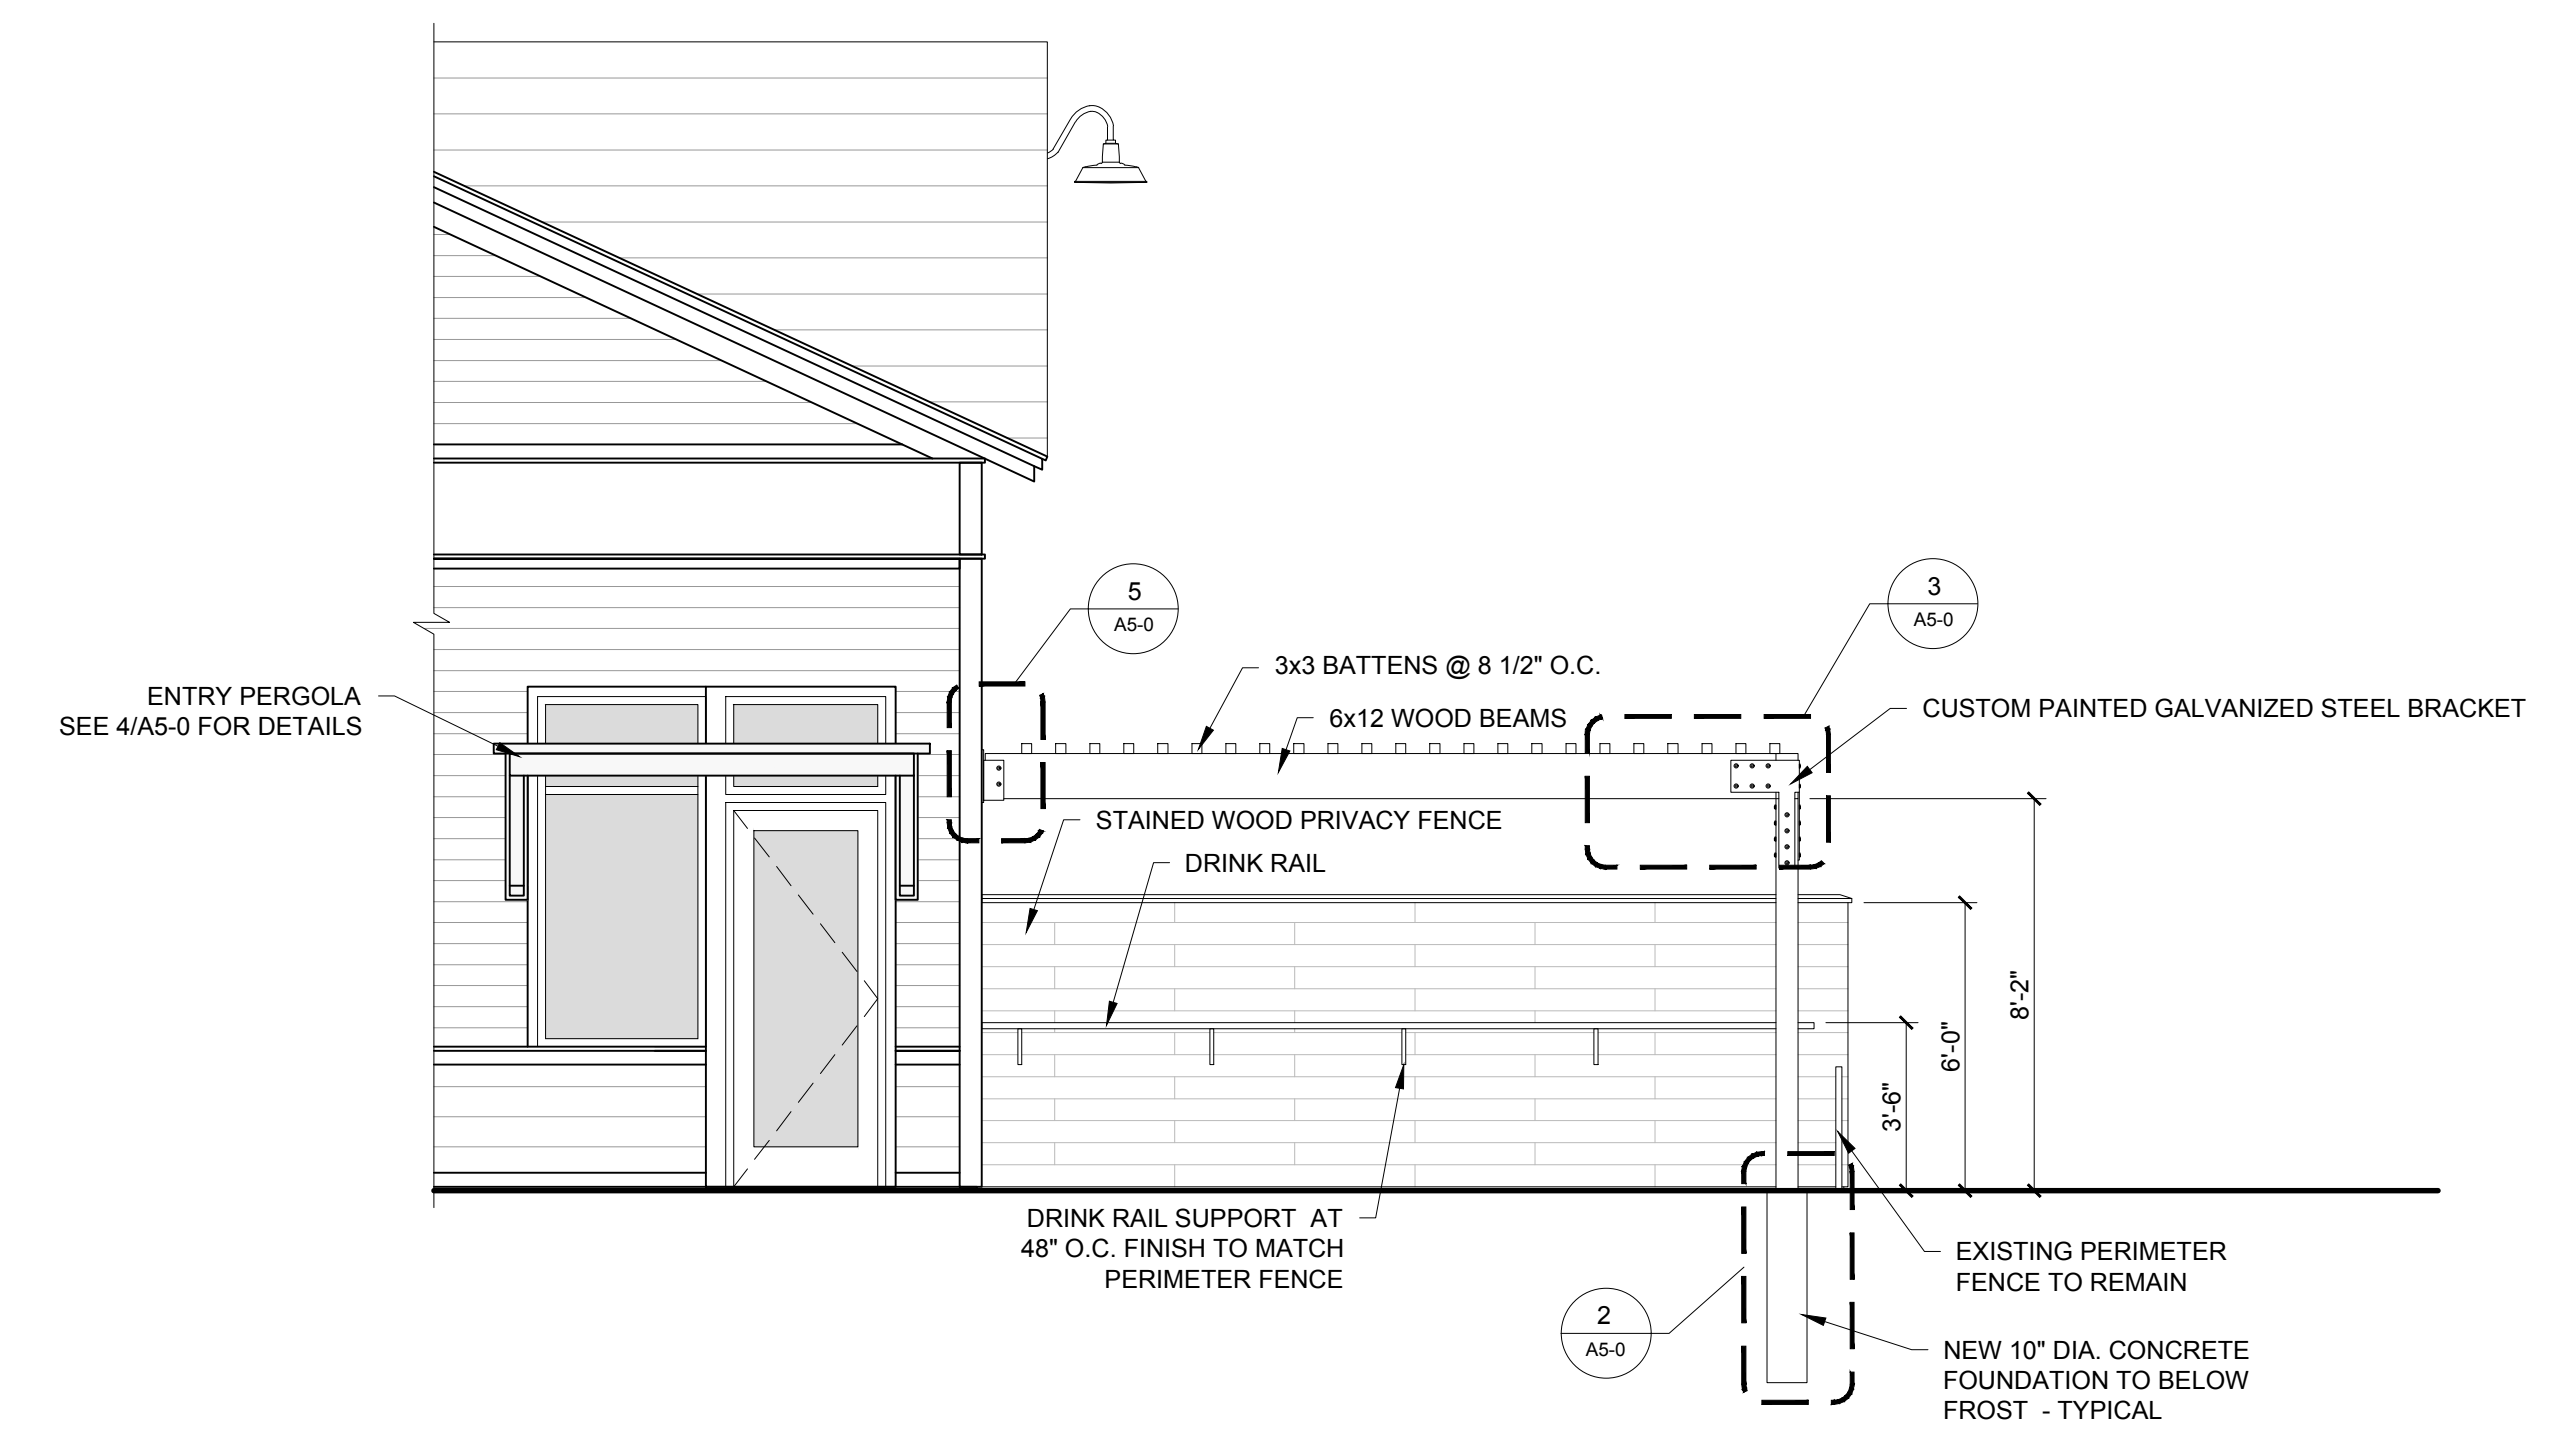 5
A5-0
3
A5-0
3x3 BATTENS @ 8 1/2" O.C.
ENTRY PERGOLA
SEE 4/A5-0 FOR DETAILS
6x12 WOOD BEAMS
CUSTOM PAINTED GALVANIZED STEEL BRACKET
STAINED WOOD PRIVACY FENCE
DRINK RAIL
8'-2"
6'-0"
3'-6"
DRINK RAIL SUPPORT  AT
48" O.C. FINISH TO MATCH
PERIMETER FENCE
EXISTING PERIMETER
FENCE TO REMAIN
2
A5-0
NEW 10" DIA. CONCRETE
FOUNDATION TO BELOW
FROST  - TYPICAL